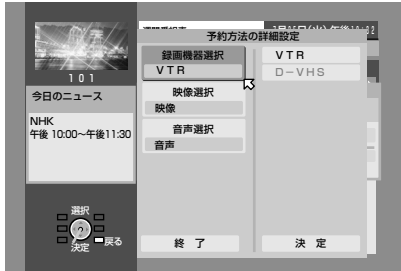 予約方法の詳細設定
101
今日のニュース
NHK
午後 10:00～午後11:30
選択
決定
戻る
録画機器選択
VTR
映像選択
映像
音声選択
音声
終 了
VTR
D-VHS
決 定